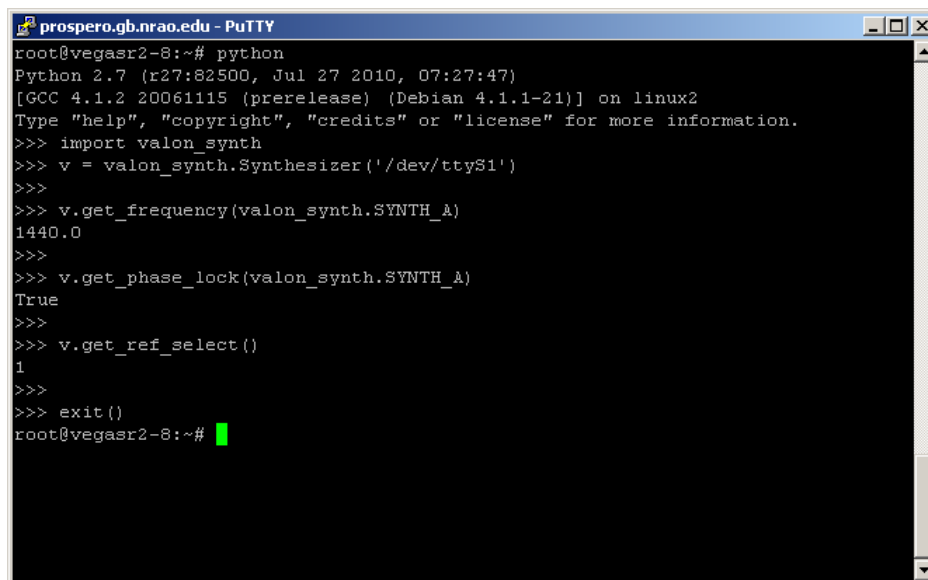 prospero.gb.nrao.edu - PuTTY
root@vegasr2-8:~# python
Python 2.7 (r27:82500, Jul 27 2010, 07:27:47)
[GCC 4.1.2 20061115 (prerelease) (Debian 4.1.1-21)] on linux2
Type "help", "copyright", "credits" or "license" for more information.
>>> import valon_synth
>>> v = valon_synth.Synthesizer('/dev/ttyS1')
>>>
>>> v.get_frequency(valon_synth.SYNTH_A)
1440.0
>>>
>>> v.get_phase_lock(valon_synth.SYNTH_A)
True
>>>
>>> v.get_ref_select()
1
>>>
>>> exit()
root@vegasr2-8:~#